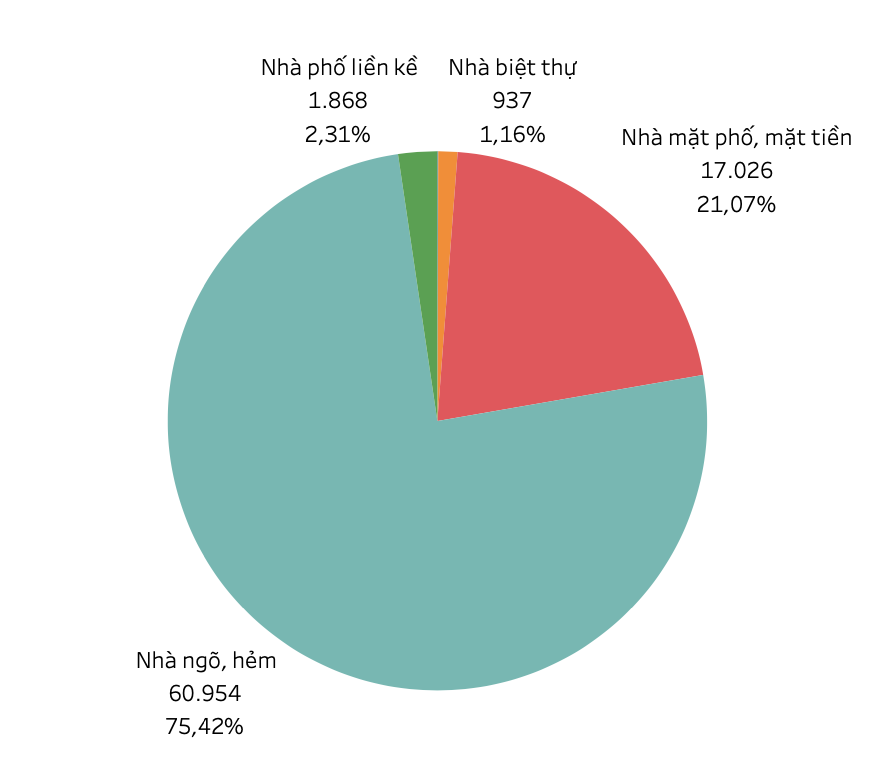 Nhà phố liền kề
1.868
2,31%
Nhà biệt thự
937
1,16%
Nhà mặt phố, mặt tiền
17.026
21,07%
Nhà ngõ, hẻm
60.954
75,42%